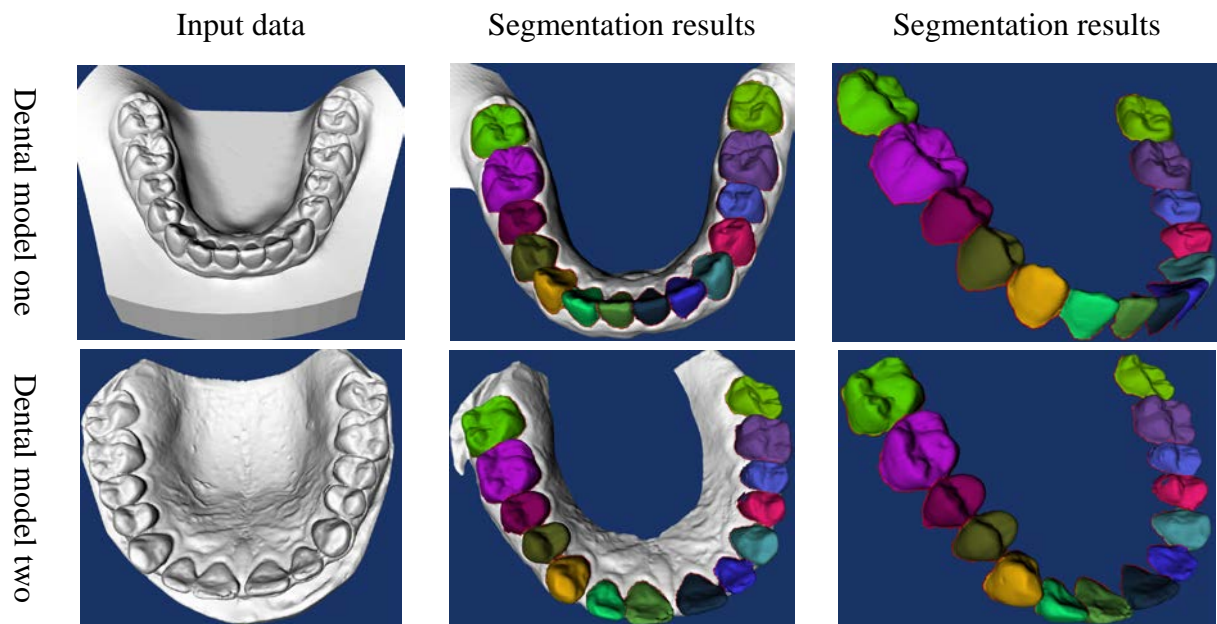 Input data
Segmentation results
Segmentation results
Dental model one
Dental model two